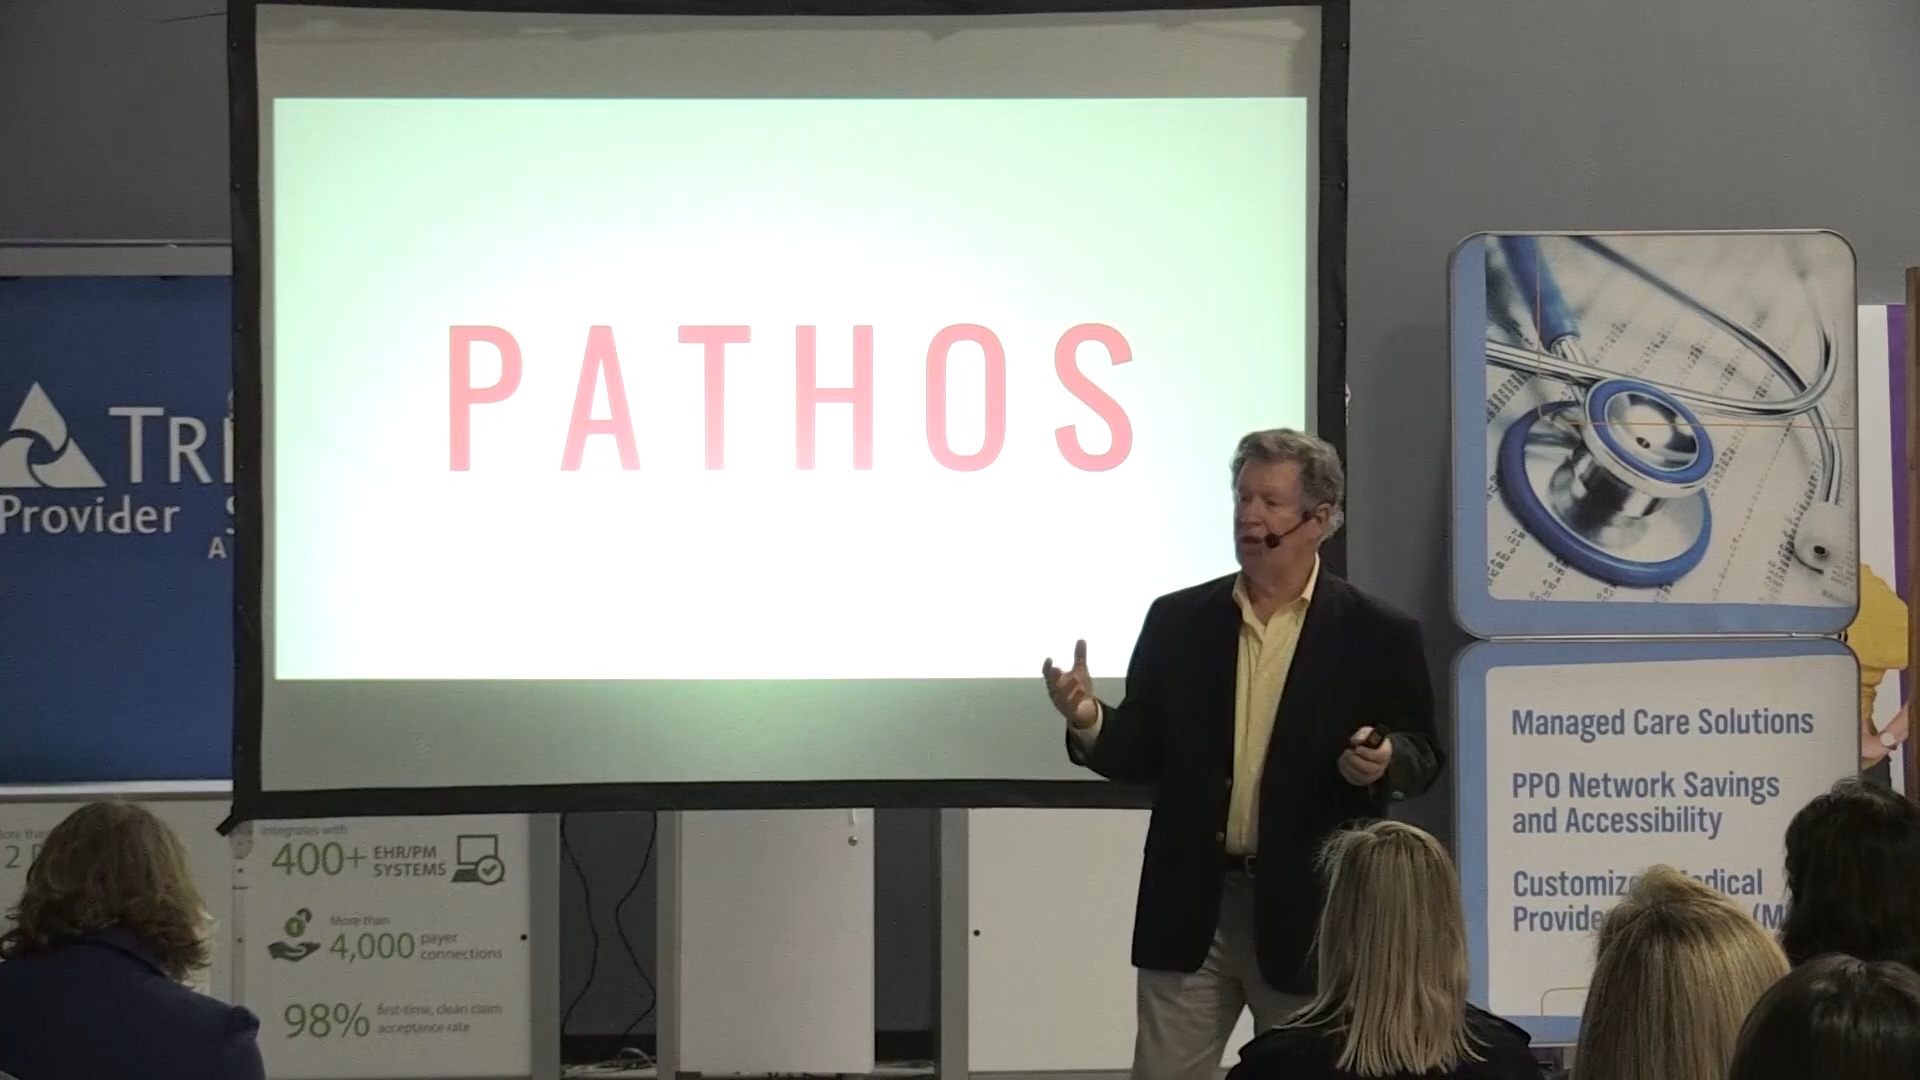 PATHOS
TRI
Provider S
A
Integrates with
400+ EHR/PM
SYSTEMS
More than
4,000 payer
connections
98% first-time, clean claim
acceptance rate
Managed Care Solutions
PPO Network Savings
and Accessibility